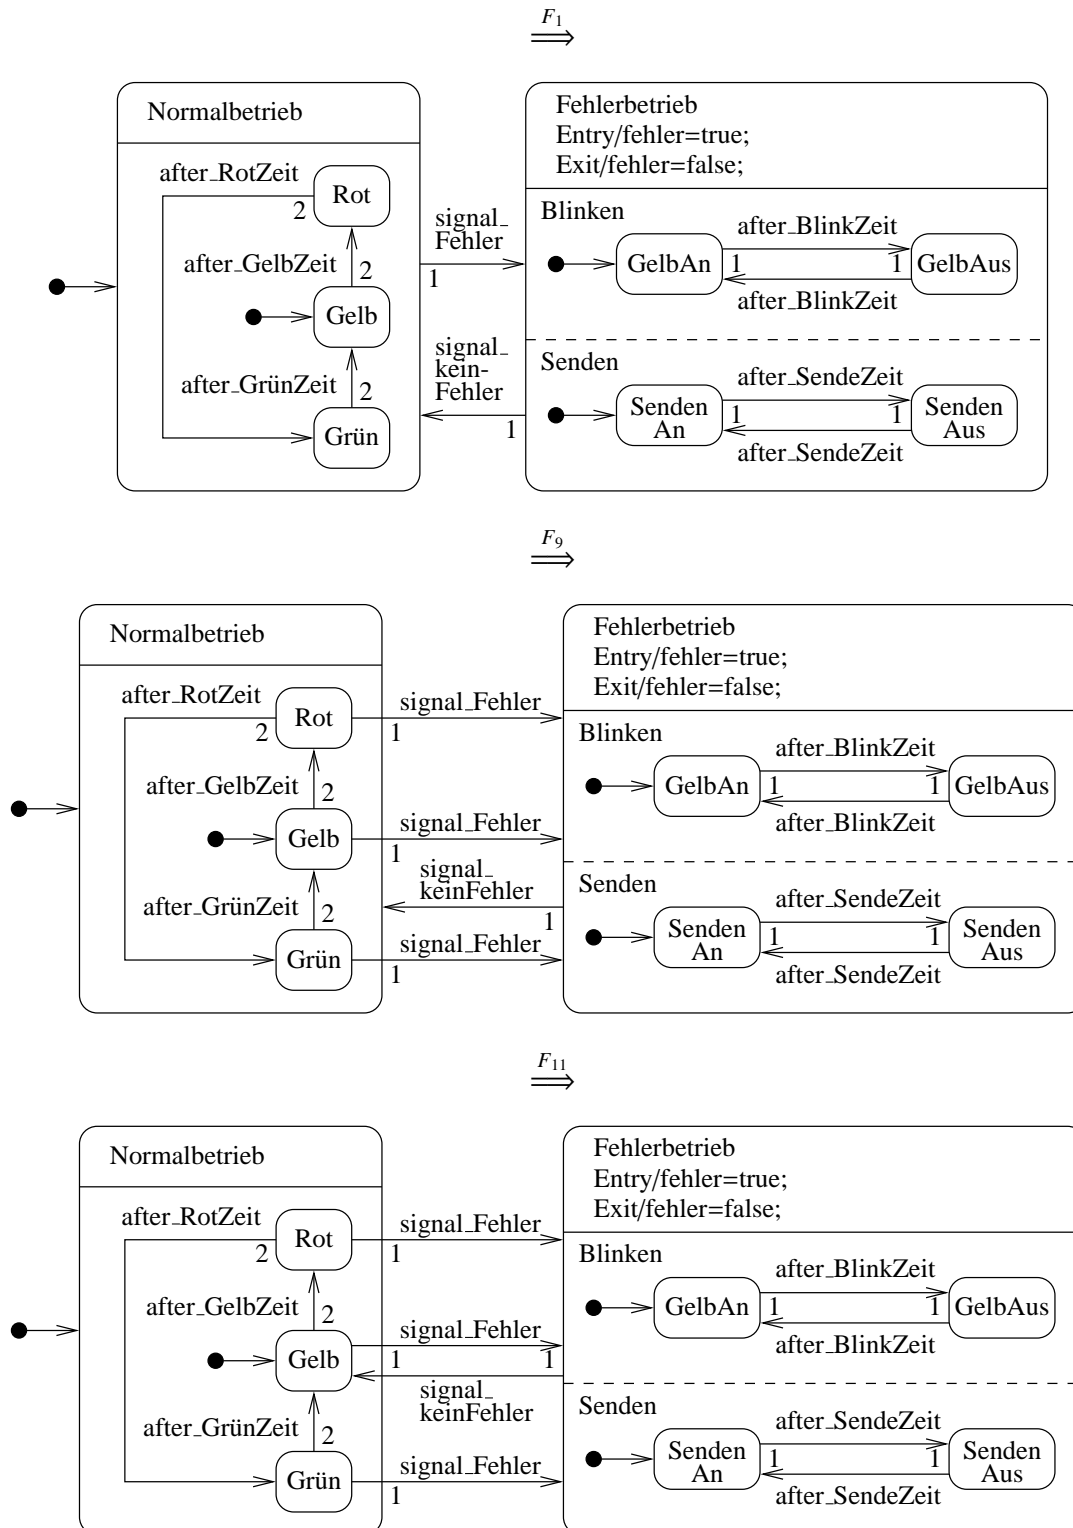 F1
⇒
Normalbetrieb
after_RotZeit
Rot
2
after_GelbZeit
2
Gelb
after_GrünZeit
2
Grün
signal_
Fehler
1
signal_
kein-
Fehler
1
Fehlerbetrieb
Entry/fehler=true;
Exit/fehler=false;
Blinken
after_BlinkZeit
GelbAn
1
1
GelbAus
after_BlinkZeit
Senden
after_SendeZeit
Senden
An
1
1
Senden
Aus
after_SendeZeit
F9
⇒
Normalbetrieb
after_RotZeit
Rot
2
after_GelbZeit
2
Gelb
after_GrünZeit
2
Grün
signal_Fehler
1
signal_Fehler
1
signal_
keinFehler
1
signal_Fehler
1
Fehlerbetrieb
Entry/fehler=true;
Exit/fehler=false;
Blinken
after_BlinkZeit
GelbAn
1
1
GelbAus
after_BlinkZeit
Senden
after_SendeZeit
Senden
An
1
1
Senden
Aus
after_SendeZeit
F11
⇒
Normalbetrieb
after_RotZeit
Rot
2
after_GelbZeit
2
Gelb
after_GrünZeit
2
Grün
signal_Fehler
1
signal_Fehler
1
1
signal_
keinFehler
signal_Fehler
1
Fehlerbetrieb
Entry/fehler=true;
Exit/fehler=false;
Blinken
after_BlinkZeit
GelbAn
1
1
GelbAus
after_BlinkZeit
Senden
after_SendeZeit
Senden
An
1
1
Senden
Aus
after_SendeZeit